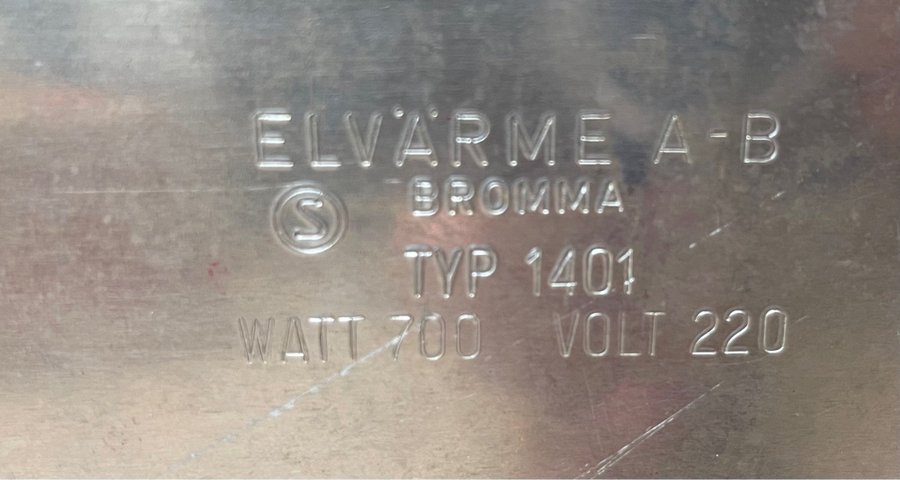 ELVÄRME A-B
BROMMA
S
TYP 1401
WATT 700 VOLT 220